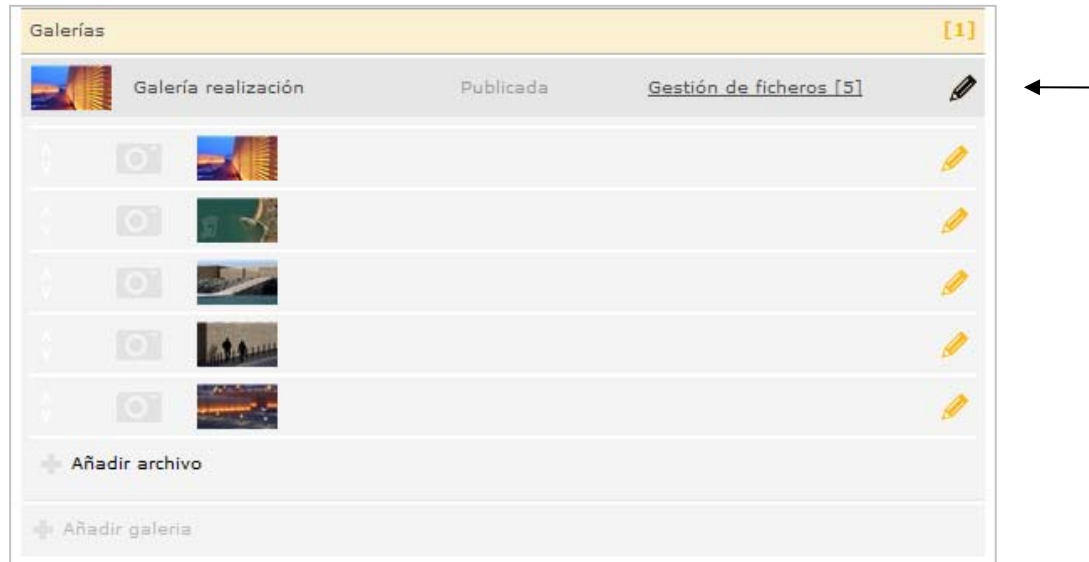 Galerías [1]
Galería realización Publicada Gestión de ficheros [5]
Añadir archivo
Añadir galeria